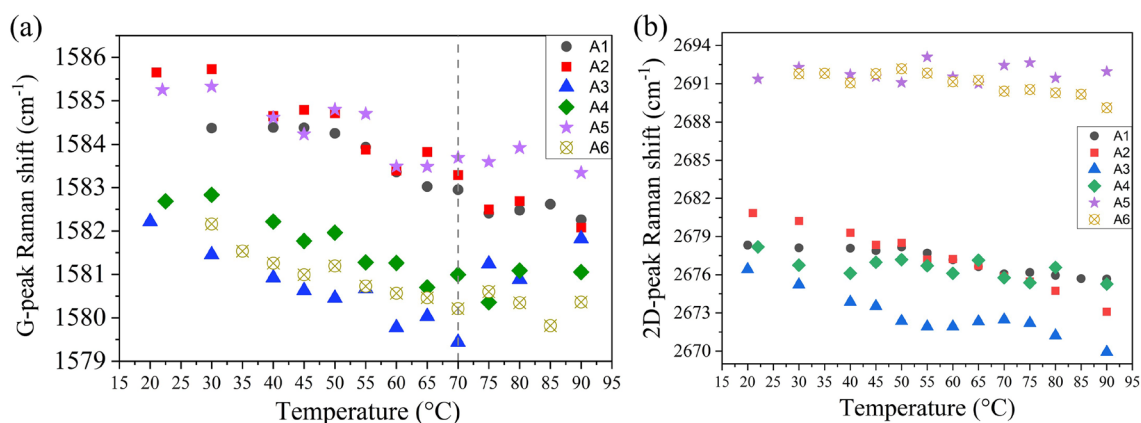 (a)
G-peak Raman shift (cm⁻¹)
1586
1585
1584
1583
1582
1581
1580
1579
15 20 25 30 35 40 45 50 55 60 65 70 75 80 85 90 95
Temperature (°C)
A1
A2
A3
A4
A5
A6
(b)
2D-peak Raman shift (cm⁻¹)
2694
2691
2688
2685
2682
2679
2676
2673
2670
15 20 25 30 35 40 45 50 55 60 65 70 75 80 85 90 95
Temperature (°C)
A1
A2
A3
A4
A5
A6